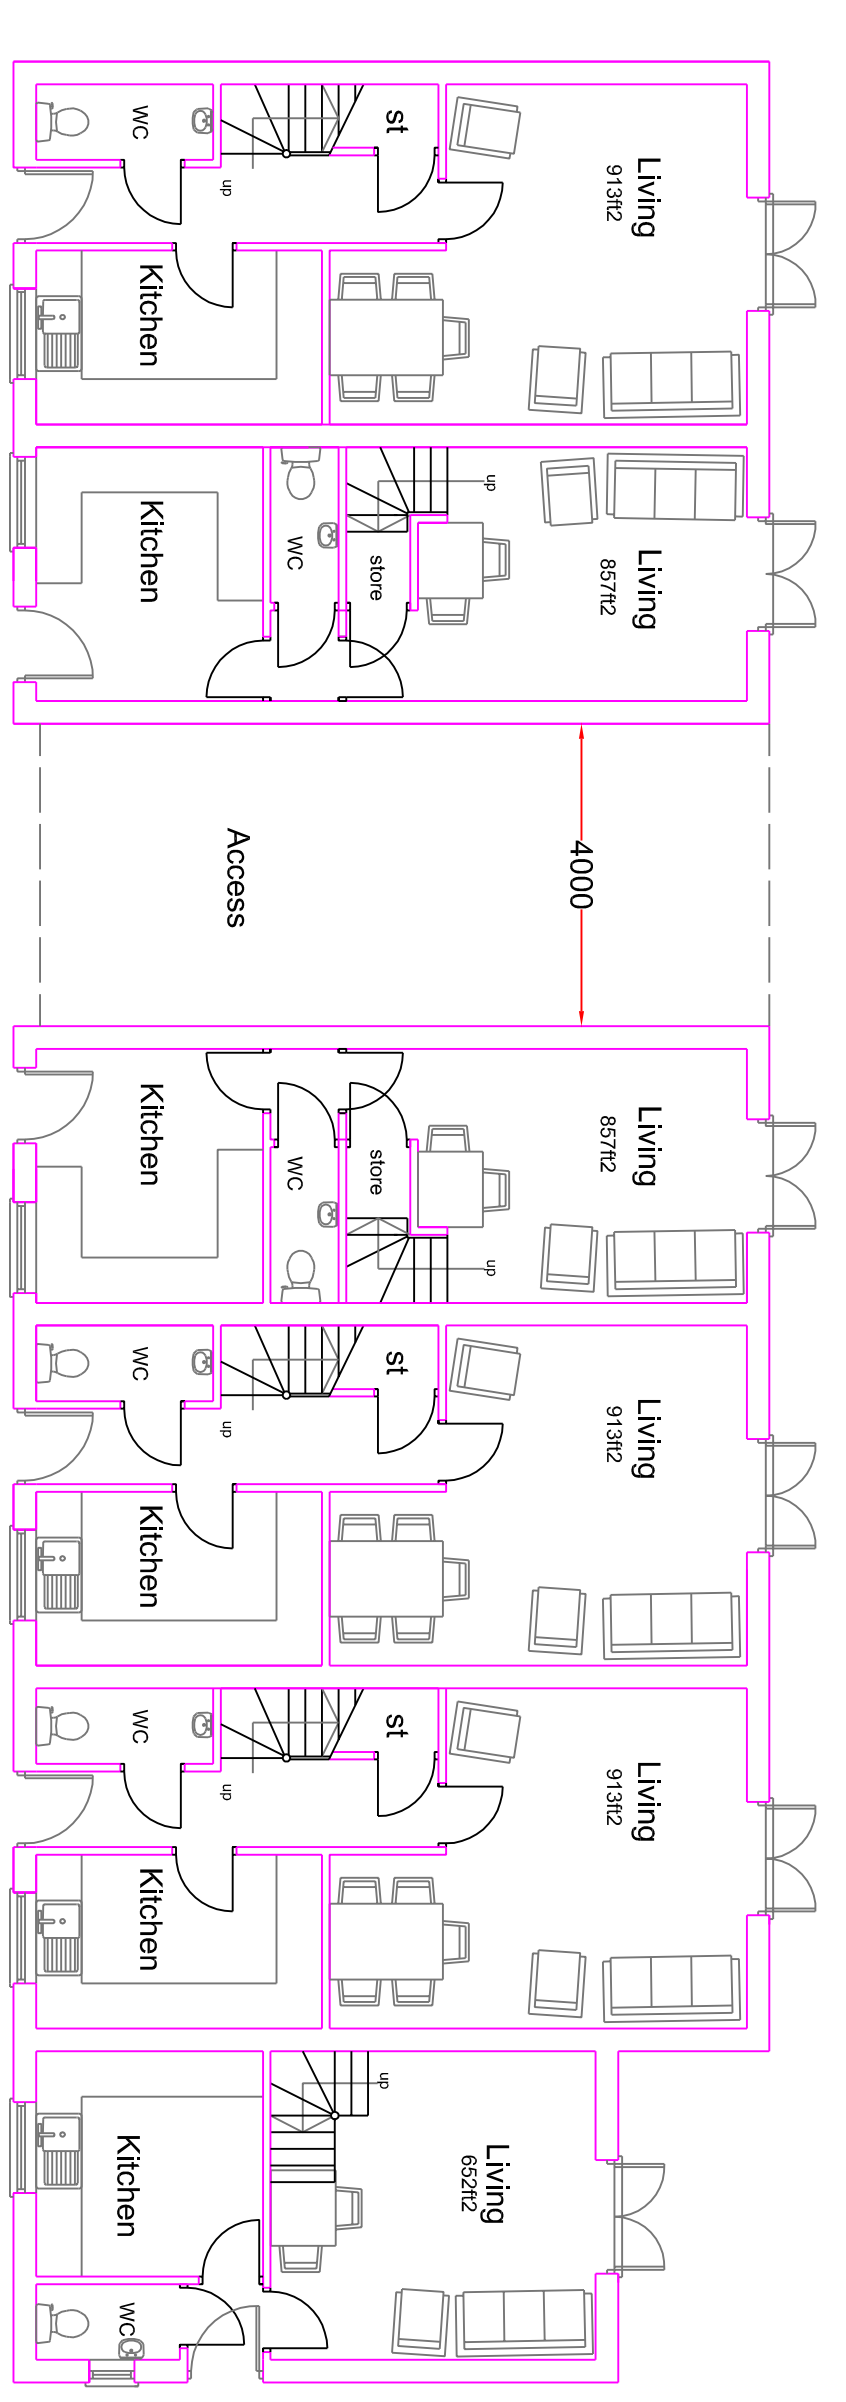 WC
st
Living
913ft2
up
Kitchen
up
Kitchen
WC
store
Living
857ft2
Access
4000
Kitchen
WC
store
Living
857ft2
up
WC
st
Living
913ft2
up
Kitchen
WC
st
Living
913ft2
up
Kitchen
up
Kitchen
Living
652ft2
WC